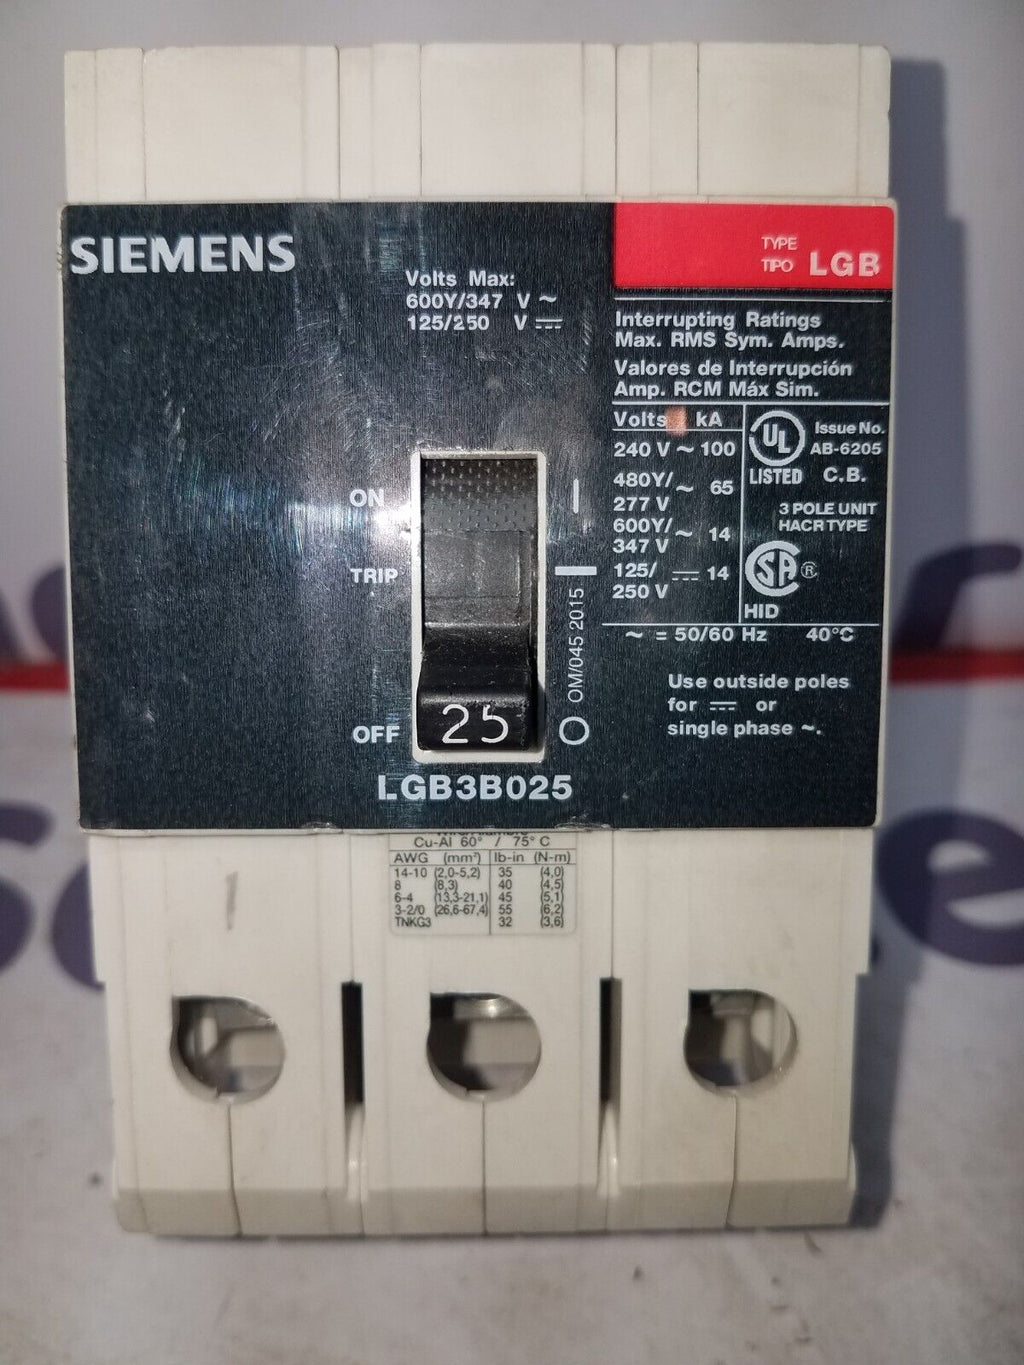 SIEMENS
TYPE
TIPO LGB
Volts Max:
600Y/347 V ~
125/250 V ⎓
Interrupting Ratings
Max. RMS Sym. Amps.
Valores de Interrupción
Amp. RCM Máx Sim.
Volts kA
240 V ~ 100
480Y/
277 V ~ 65
600Y/
347 V ~ 14
125/
250 V ⎓ 14
UL ®
LISTED
Issue No.
AB-6205
C.B.
3 POLE UNIT
HACR TYPE
SA ®
HID
~ = 50/60 Hz 40°C
Use outside poles
for ⎓ or
single phase ~.
ON
TRIP
OFF
I
O
OM/045 2015
25
LGB3B025
Cu-Al 60° / 75° C
AWG (mm²) lb-in (N-m)
14-10 (2,0-5,2) 35 (4,0)
8 (8,3) 40 (4,5)
6-4 (13,3-21,1) 45 (5,1)
3-2/0 (26,6-67,4) 55 (6,2)
TNKG3 32 (3,6)